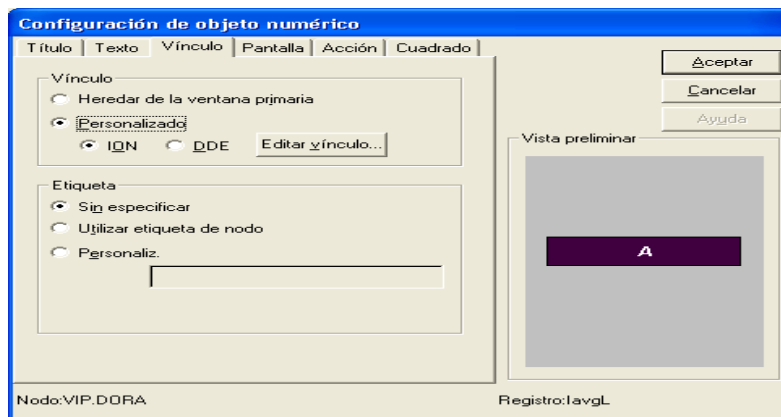 Configuración de objeto numérico
Título Texto Vínculo Pantalla Acción Cuadrado
Aceptar
Cancelar
Ayuda
Vínculo
Heredar de la ventana primaria
Personalizado
ION DDE Editar vínculo...
Etiqueta
Sin especificar
Utilizar etiqueta de nodo
Personaliz.
Vista preliminar
A
Nodo:VIP.DORA Registro:IavgL